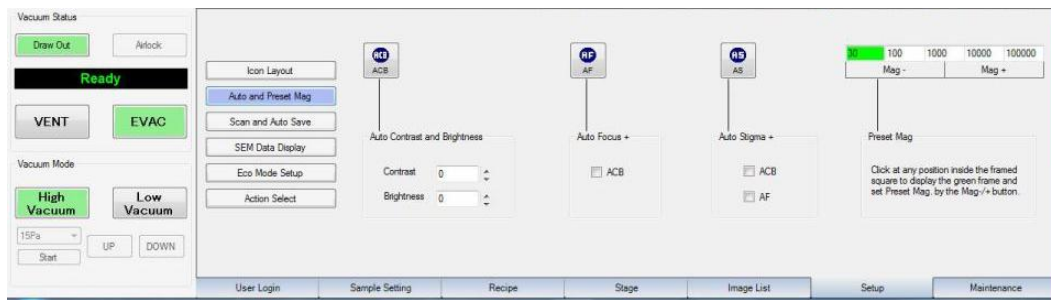 Vacuum Status
Draw Out
Airlock
Ready
VENT
EVAC
Vacuum Mode
High Vacuum
Low Vacuum
15Pa
Start
UP
DOWN
Icon Layout
Auto and Preset Mag
Scan and Auto Save
SEM Data Display
Eco Mode Setup
Action Select
ACB
ACB
Auto Contrast and Brightness
Contrast 0
Brightness 0
AF
AF
Auto Focus +
ACB
AS
AS
Auto Stigma +
ACB
AF
30 100 1000 10000 100000
Mag - Mag +
Preset Mag
Click at any position inside the framed
square to display the green frame and
set Preset Mag. by the Mag-/+ button.
User Login Sample Setting Recipe Stage Image List Setup Maintenance